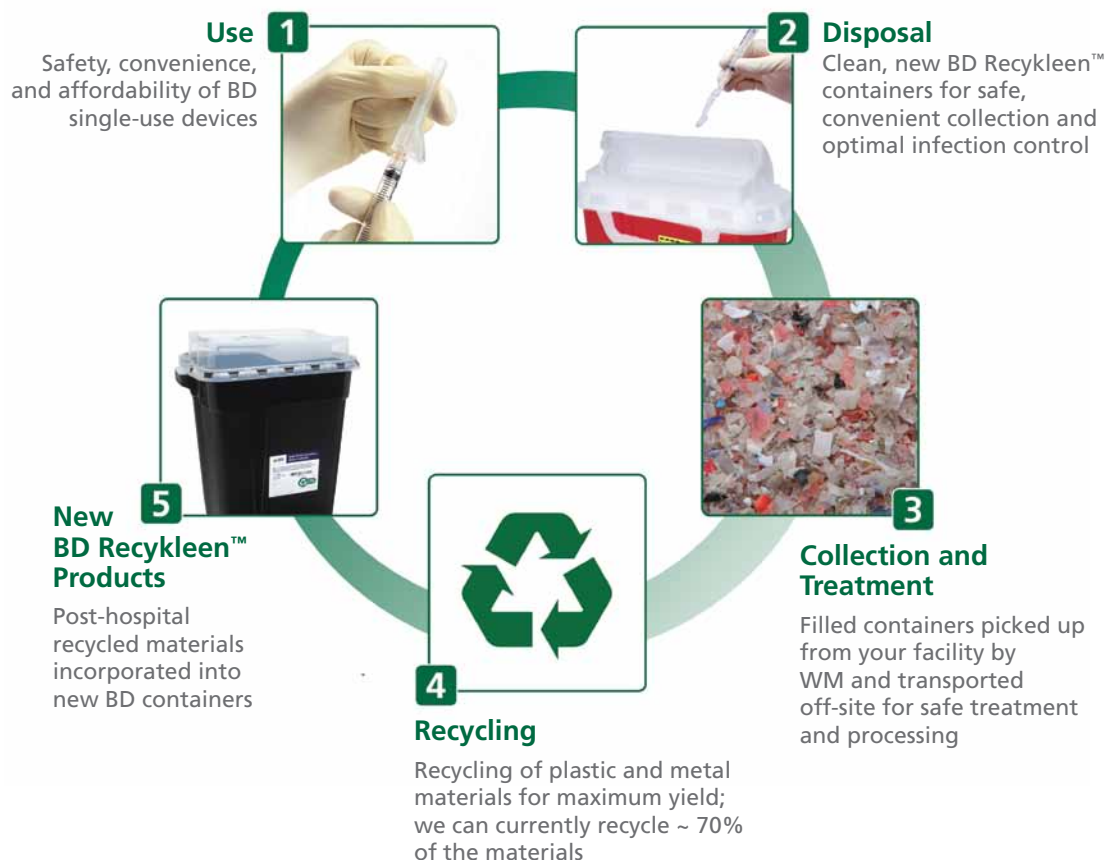 1
Use
Safety, convenience,
and affordability of BD
single-use devices
2
Disposal
Clean, new BD Recykleen™
containers for safe,
convenient collection and
optimal infection control
3
Collection and
Treatment
Filled containers picked up
from your facility by
WM and transported
off-site for safe treatment
and processing
4
Recycling
Recycling of plastic and metal
materials for maximum yield;
we can currently recycle ~ 70%
of the materials
5
New
BD Recykleen™
Products
Post-hospital
recycled materials
incorporated into
new BD containers